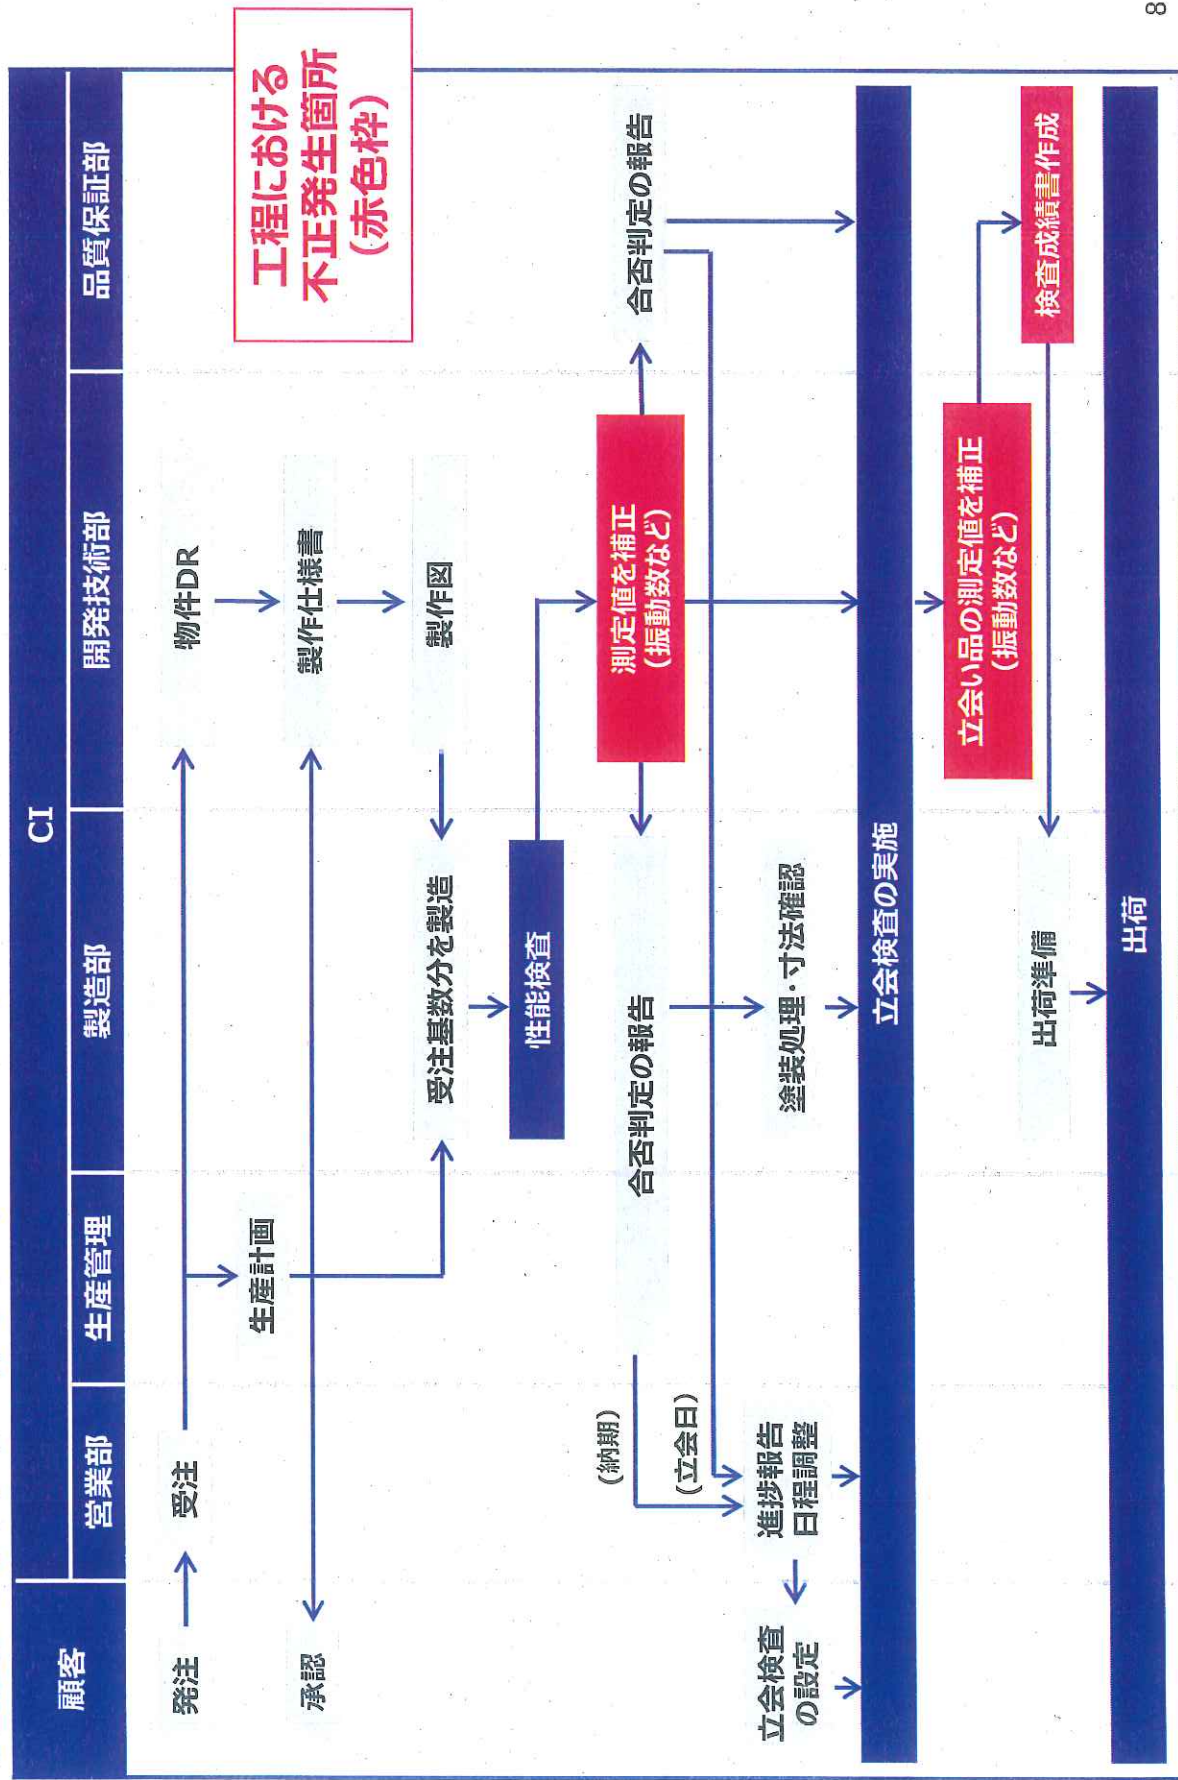 工程における
不正発生箇所
(赤色枠)
顧客
CI
営業部
生産管理
製造部
開発技術部
品質保証部
発注
受注
物件DR
生産計画
承認
製作仕様書
受注基数分を製造
製作図
性能検査
(納期)
合否判定の報告
測定値を補正
(振動数など)
合否判定の報告
(立会日)
立会検査
の設定
進捗報告
日程調整
塗装処理・寸法確認
立会検査の実施
立会い品の測定値を補正
(振動数など)
出荷準備
検査成績書作成
出荷
8